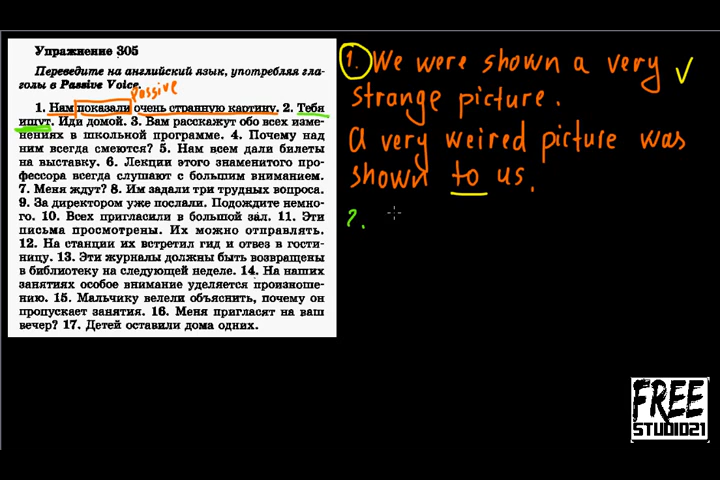 Упражнение 305
Переведите на английский язык, употребляя гла-
голы в Passive Voice.
passive
1. Нам показали очень странную картину. 2. Тебя
ищут. Иди домой. 3. Вам расскажут обо всех изме-
нениях в школьной программе. 4. Почему над
ним всегда смеются? 5. Нам всем дали билеты
на выставку. 6. Лекции этого знаменитого про-
фессора всегда слушают с большим вниманием.
7. Меня ждут? 8. Им задали три трудных вопроса.
9. За директором уже послали. Подождите немно-
го. 10. Всех пригласили в большой зал. 11. Эти
письма просмотрены. Их можно отправлять.
12. На станции их встретил гид и отвез в гости-
ницу. 13. Эти журналы должны быть возвращены
в библиотеку на следующей неделе. 14. На наших
занятиях особое внимание уделяется произноше-
нию. 15. Мальчику велели объяснить, почему он
пропускает занятия. 16. Меня пригласят на ваш
вечер? 17. Детей оставили дома одних.
1. We were shown a very
strange picture.
A very weired picture was
shown to us.
2.
FREE
STUDIO21